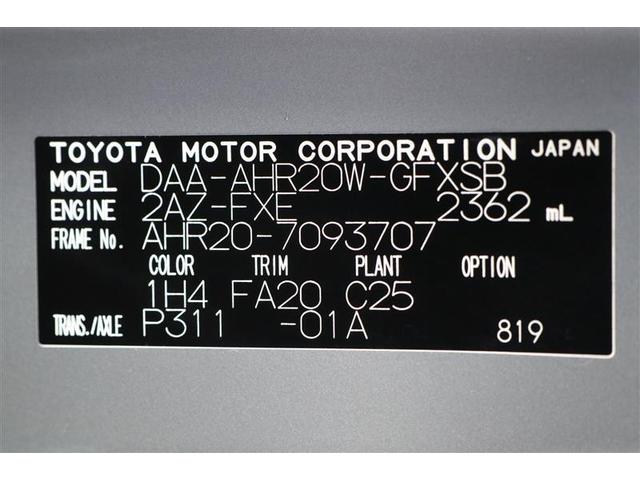 TOYOTA MOTOR CORPORATION JAPAN
MODEL DAA-AHR20W-GFXSB
ENGINE 2AZ-FXE 2362 mL
FRAME No. AHR20-7093707
COLOR TRIM PLANT OPTION
1H4 FA20 C25
TRANS./AXLE P311 -01A 819